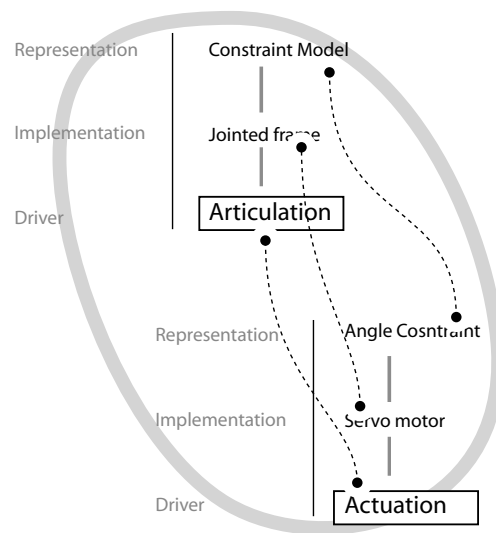 Representation Constraint Model
Implementation Jointed frame
Driver Articulation
Representation Angle Cosntraint
Implementation Servo motor
Driver Actuation